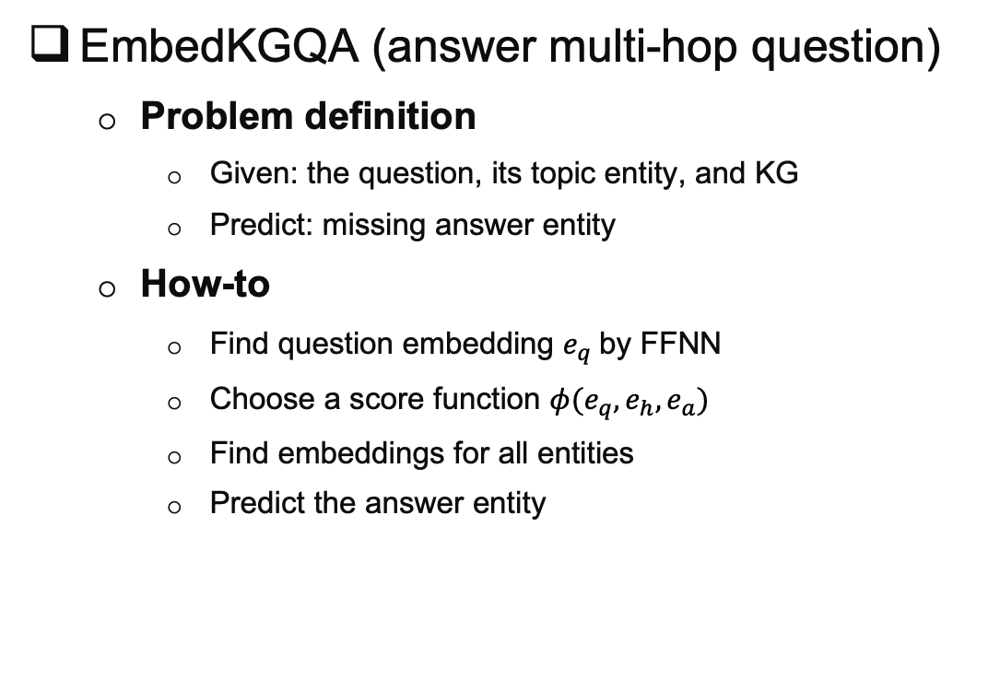 ❑ EmbedKGQA (answer multi-hop question)
○ Problem definition
○ Given: the question, its topic entity, and KG
○ Predict: missing answer entity
○ How-to
○ Find question embedding e_q by FFNN
○ Choose a score function ϕ(e_q, e_h, e_a)
○ Find embeddings for all entities
○ Predict the answer entity